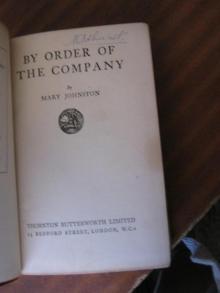 BY ORDER OF
THE COMPANY
By
MARY JOHNSTON
THORNTON BUTTERWORTH LIMITED
15 BEDFORD STREET, LONDON, W.C.2